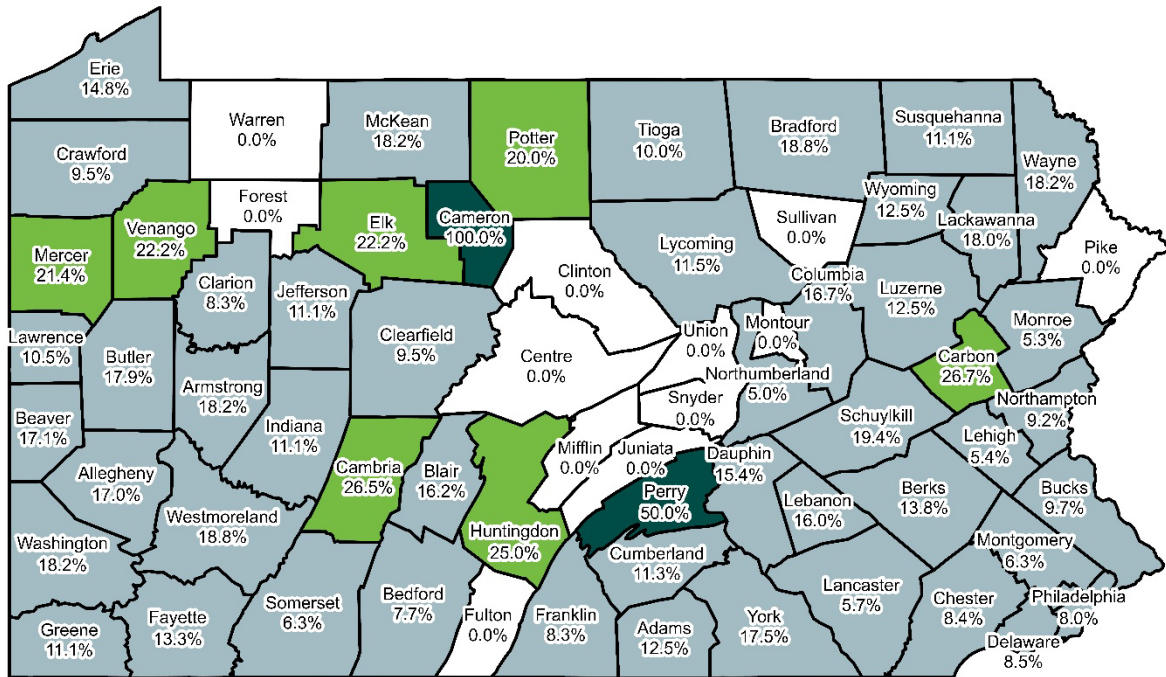 Erie
14.8%
Warren
0.0%
McKean
18.2%
Potter
20.0%
Tioga
10.0%
Bradford
18.8%
Susquehanna
11.1%
Wayne
18.2%
Crawford
9.5%
Forest
0.0%
Venango
22.2%
Elk
22.2%
Cameron
100.0%
Mercer
21.4%
Lycoming
11.5%
Sullivan
0.0%
Wyoming
12.5%
Lackawanna
18.0%
Pike
0.0%
Clarion
8.3%
Jefferson
11.1%
Clinton
0.0%
Columbia
16.7%
Luzerne
12.5%
Monroe
5.3%
Lawrence
10.5%
Butler
17.9%
Clearfield
9.5%
Centre
0.0%
Union
0.0%
Montour
0.0%
Carbon
26.7%
Armstrong
18.2%
Northumberland
5.0%
Northampton
9.2%
Beaver
17.1%
Indiana
11.1%
Snyder
0.0%
Schuylkill
19.4%
Lehigh
5.4%
Allegheny
17.0%
Cambria
26.5%
Blair
16.2%
Mifflin
0.0%
Juniata
0.0%
Dauphin
15.4%
Westmoreland
18.8%
Huntingdon
25.0%
Perry
50.0%
Lebanon
16.0%
Berks
13.8%
Bucks
9.7%
Washington
18.2%
Cumberland
11.3%
Montgomery
6.3%
Fayette
13.3%
Somerset
6.3%
Bedford
7.7%
Fulton
0.0%
Franklin
8.3%
Adams
12.5%
York
17.5%
Lancaster
5.7%
Chester
8.4%
Philadelphia
8.0%
Greene
11.1%
Delaware
8.5%